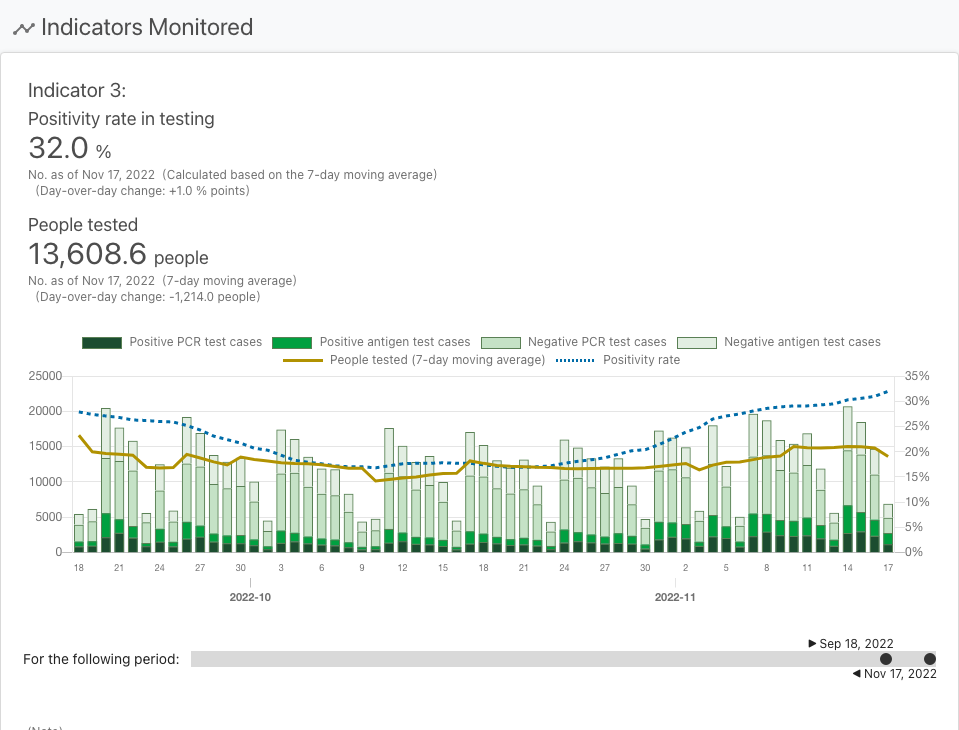 Indicators Monitored
Indicator 3:
Positivity rate in testing
32.0 %
No. as of Nov 17, 2022 (Calculated based on the 7-day moving average)
(Day-over-day change: +1.0 % points)
People tested
13,608.6 people
No. as of Nov 17, 2022 (7-day moving average)
(Day-over-day change: -1,214.0 people)
Positive PCR test cases Positive antigen test cases Negative PCR test cases Negative antigen test cases
People tested (7-day moving average) Positivity rate
25000 35%
30%
20000
25%
15000 20%
15%
10000
10%
5000
5%
0 0%
18 21 24 27 30 3 6 9 12 15 18 21 24 27 30 2 5 8 11 14 17
2022-10 2022-11
Sep 18, 2022
For the following period:
Nov 17, 2022